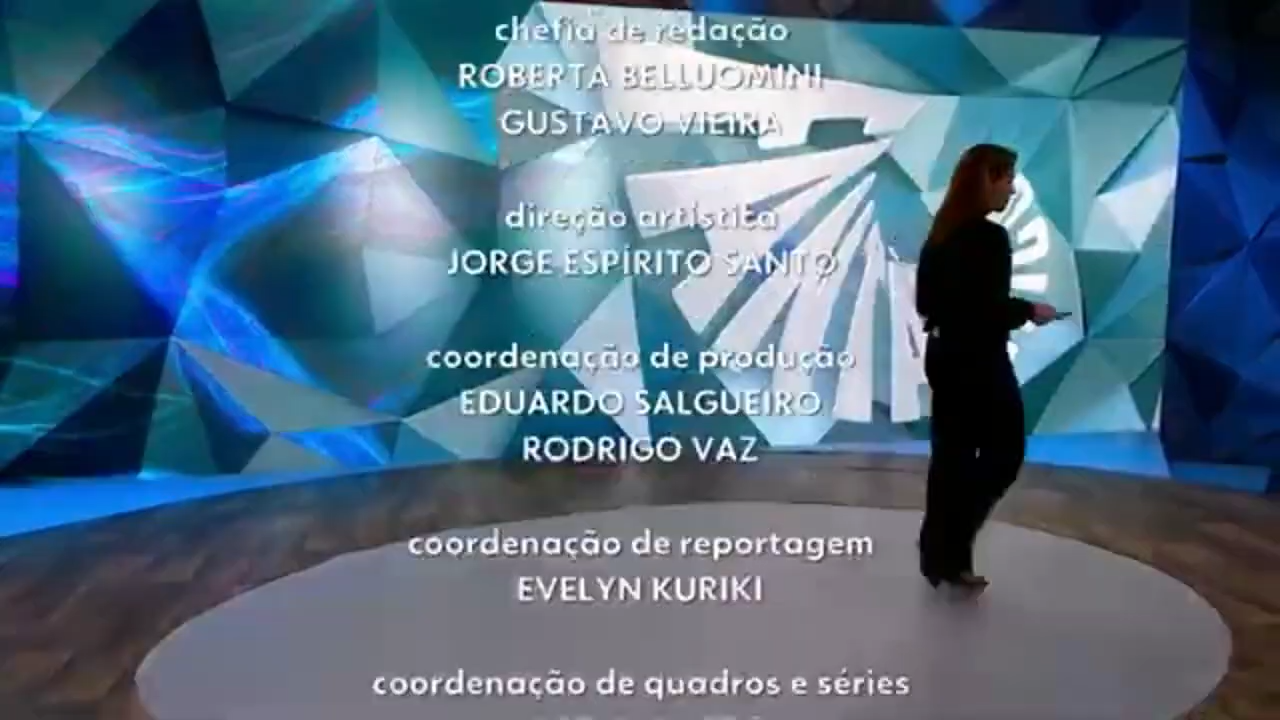 chefia de redação
ROBERTA BELLUOMINI
GUSTAVO VIEIRA
direção artística
JORGE ESPÍRITO SANTO
coordenação de produção
EDUARDO SALGUEIRO
RODRIGO VAZ
coordenação de reportagem
EVELYN KURIKI
coordenação de quadros e séries